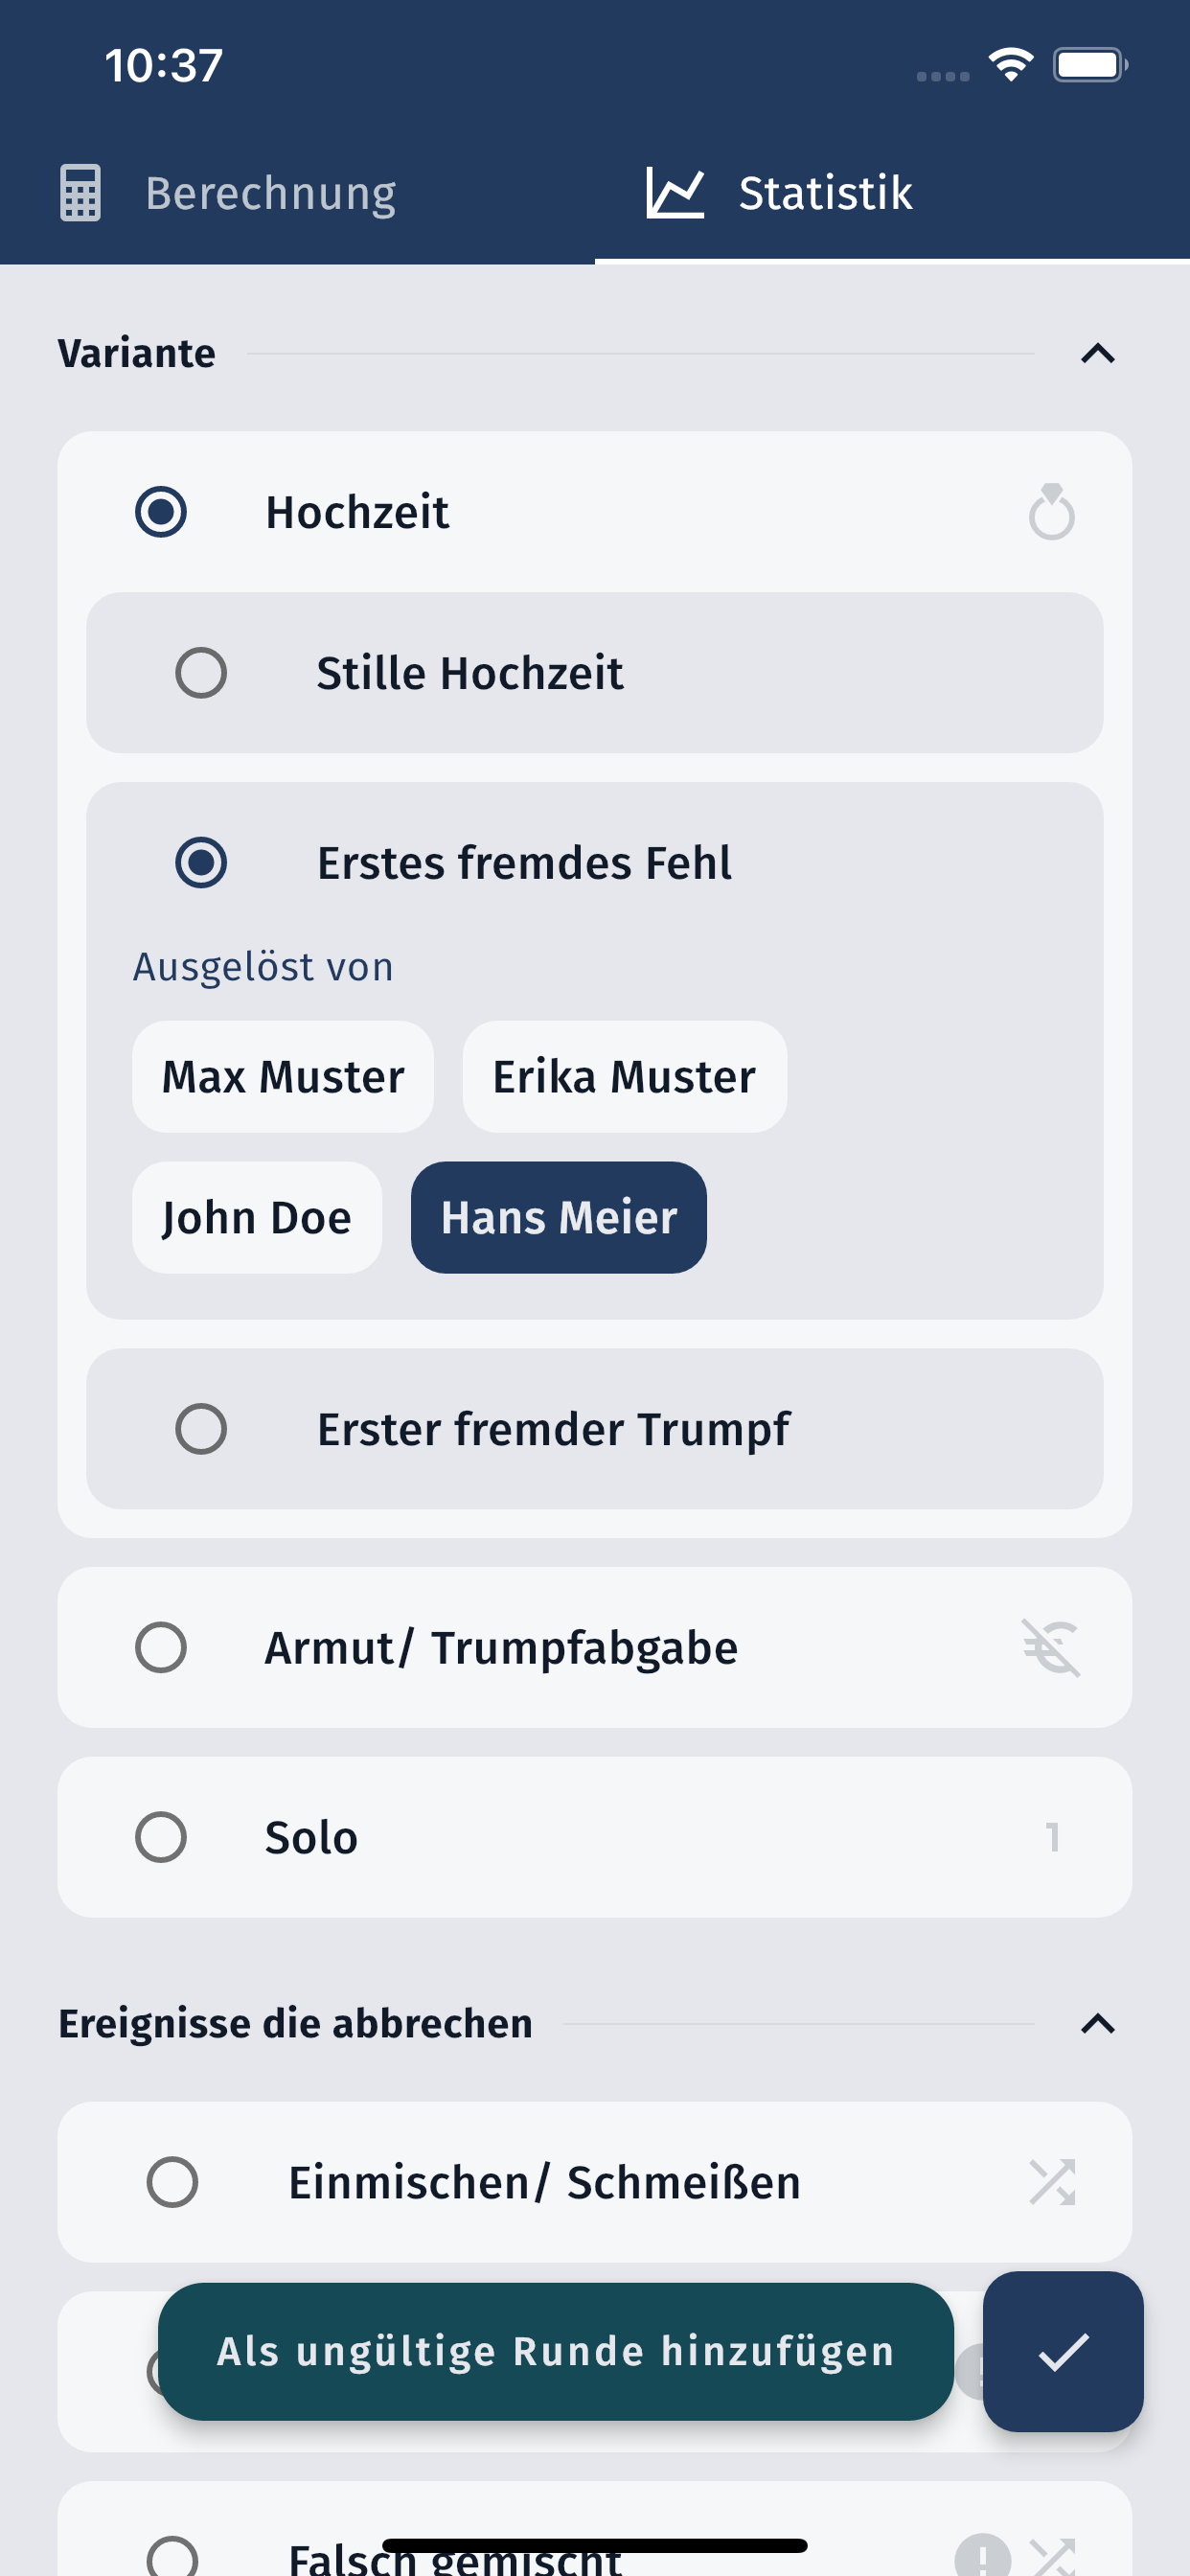 10:37
Berechnung
Statistik
Variante
Hochzeit
Stille Hochzeit
Erstes fremdes Fehl
Ausgelöst von
Max Muster
Erika Muster
John Doe
Hans Meier
Erster fremder Trumpf
Armut/ Trumpfabgabe
Solo
1
Ereignisse die abbrechen
Einmischen/ Schmeißen
Als ungültige Runde hinzufügen
Falsch gemischt